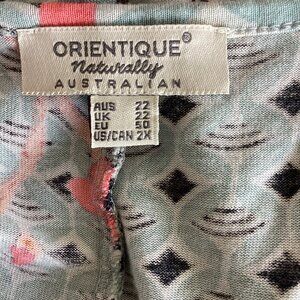 ORIENTIQUE®
Naturally
AUSTRALIAN
AUS 22
UK 22
EU 50
US/CAN 2X